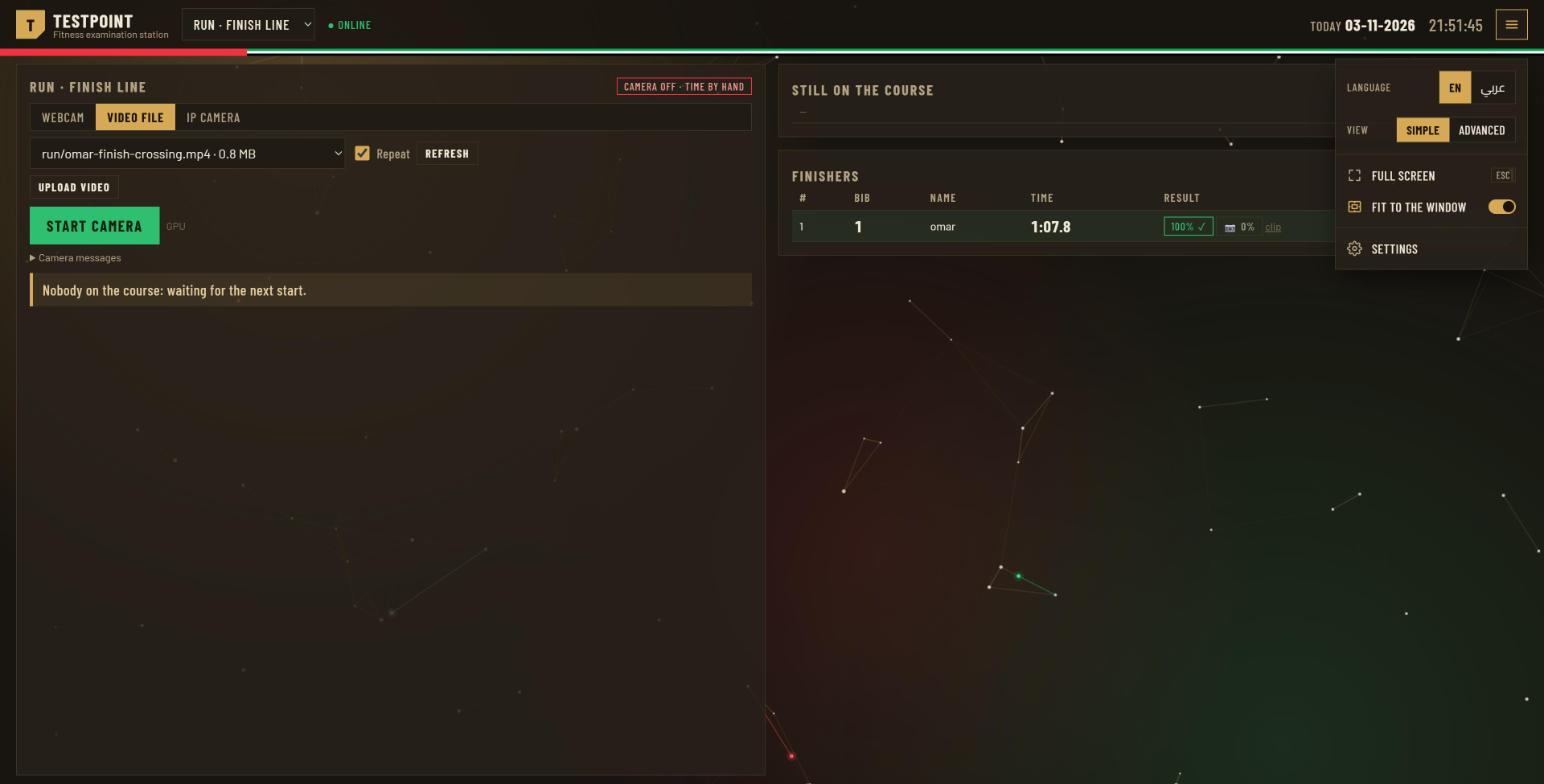 T TESTPOINT
Fitness examination station
RUN · FINISH LINE
ONLINE
TODAY 03-11-2026 21:51:45
RUN · FINISH LINE
CAMERA OFF · TIME BY HAND
WEBCAM VIDEO FILE IP CAMERA
run/omar-finish-crossing.mp4 · 0.8 MB
Repeat REFRESH
UPLOAD VIDEO
START CAMERA GPU
Camera messages
Nobody on the course: waiting for the next start.
STILL ON THE COURSE
—
FINISHERS
# BIB NAME TIME RESULT
1 1 omar 1:07.8 100% ✓ 0% clip
LANGUAGE EN عربي
VIEW SIMPLE ADVANCED
FULL SCREEN ESC
FIT TO THE WINDOW
SETTINGS